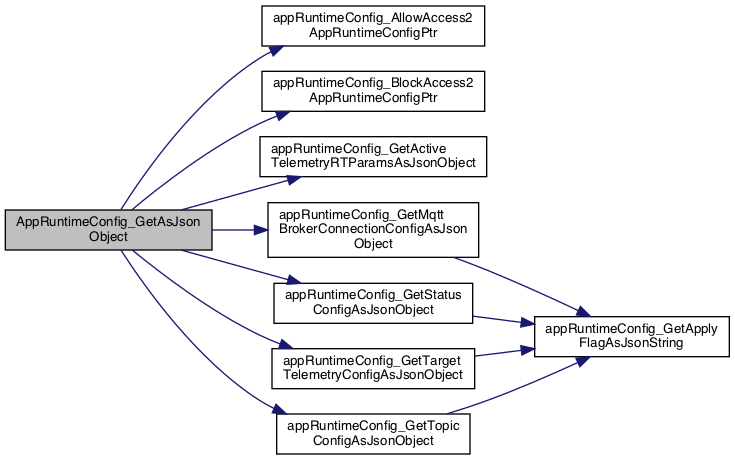 appRuntimeConfig_AllowAccess2
AppRuntimeConfigPtr
appRuntimeConfig_BlockAccess2
AppRuntimeConfigPtr
appRuntimeConfig_GetActive
TelemetryRTParamsAsJsonObject
AppRuntimeConfig_GetAsJson
Object
appRuntimeConfig_GetMqtt
BrokerConnectionConfigAsJson
Object
appRuntimeConfig_GetStatus
ConfigAsJsonObject
appRuntimeConfig_GetApply
FlagAsJsonString
appRuntimeConfig_GetTarget
TelemetryConfigAsJsonObject
appRuntimeConfig_GetTopic
ConfigAsJsonObject